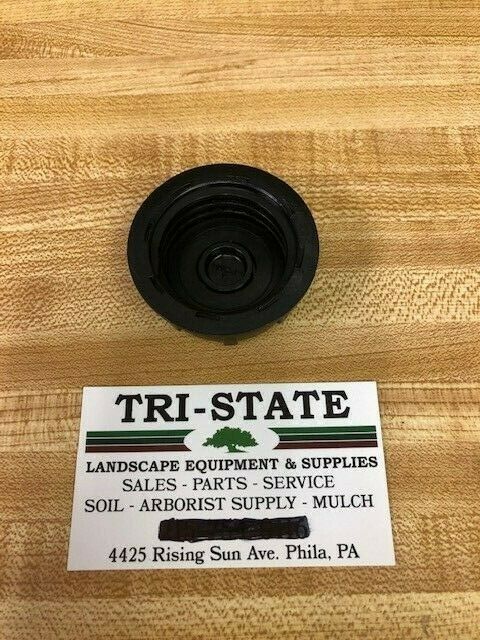 TRI-STATE
LANDSCAPE EQUIPMENT & SUPPLIES
SALES - PARTS - SERVICE
SOIL - ARBORIST SUPPLY - MULCH
4425 Rising Sun Ave. Phila, PA